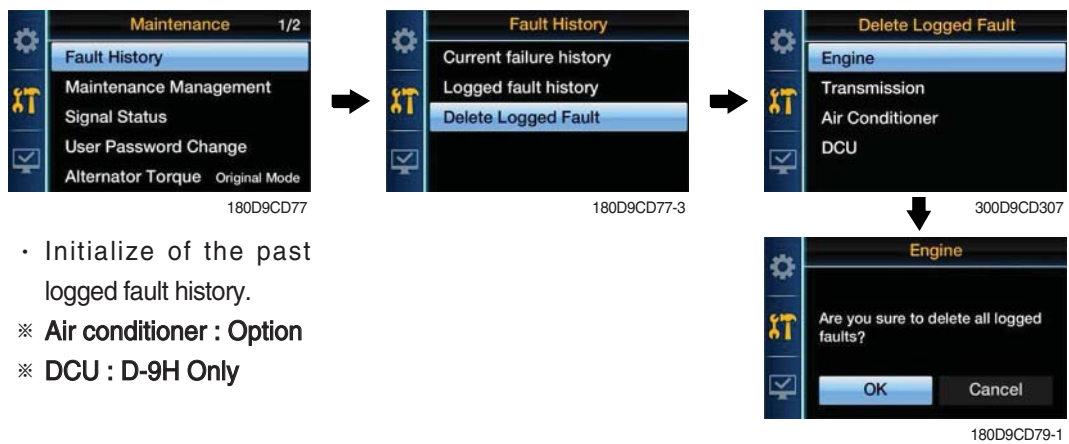 Maintenance 1/2
Fault History
Maintenance Management
Signal Status
User Password Change
Alternator Torque Original Mode
180D9CD77
Fault History
Current failure history
Logged fault history
Delete Logged Fault
180D9CD77-3
Delete Logged Fault
Engine
Transmission
Air Conditioner
DCU
300D9CD307
· Initialize of the past
logged fault history.
※ Air conditioner : Option
※ DCU : D-9H Only
Engine
Are you sure to delete all logged
faults?
OK Cancel
180D9CD79-1